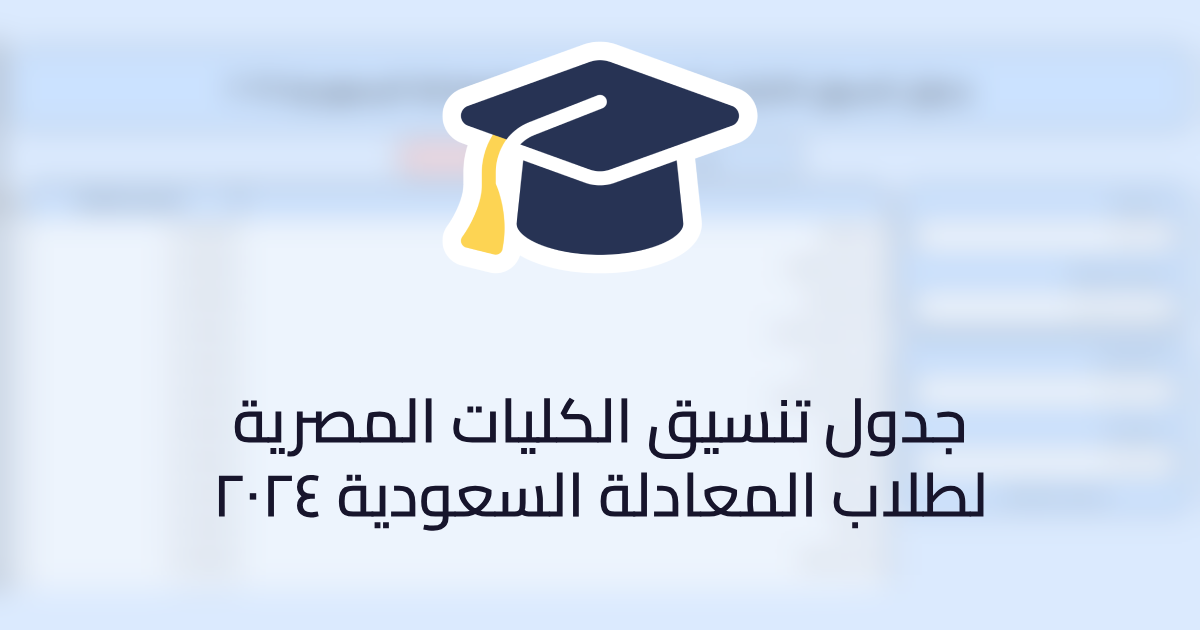 جدول تنسيق الكليات المصرية
لطلاب المعادلة السعودية ٢٠٢٤